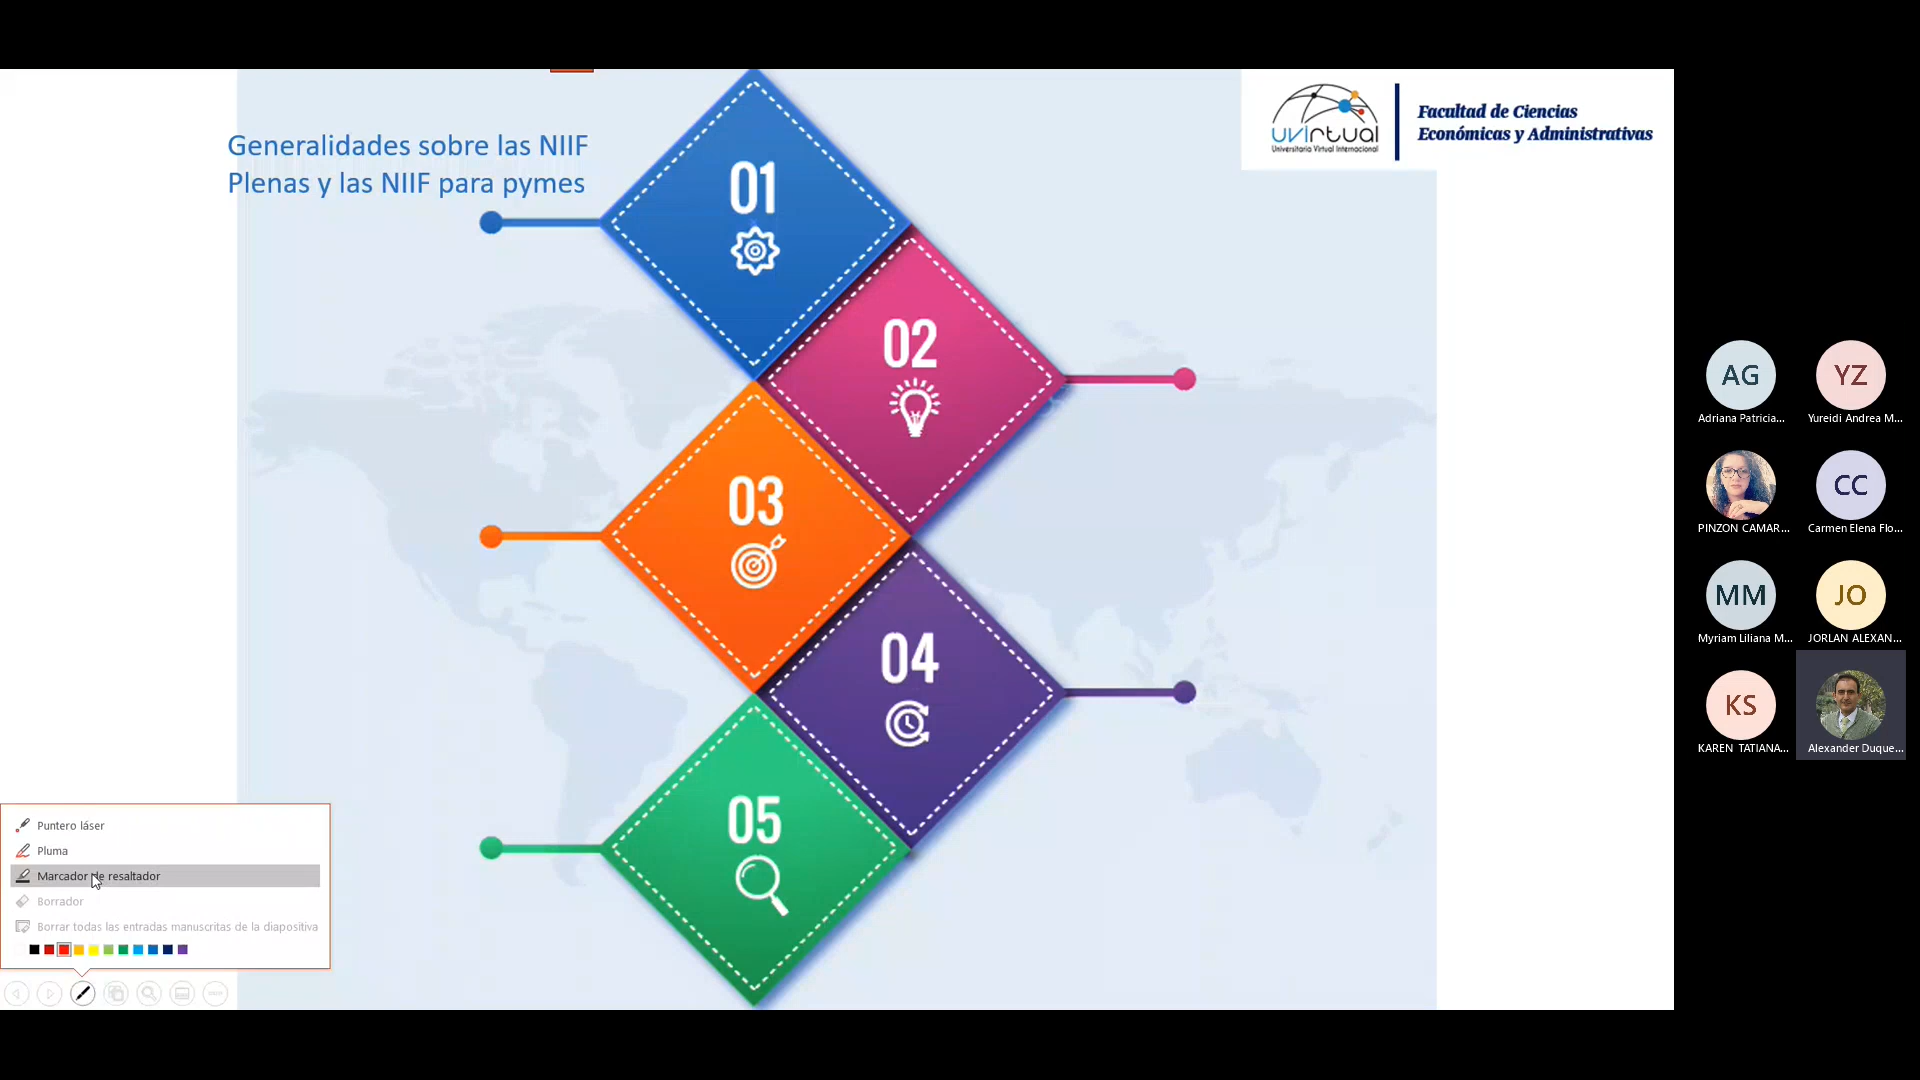 Generalidades sobre las NIIF
Plenas y las NIIF para pymes
01
02
03
04
05
uvirtual
Universitaria Virtual Internacional
Facultad de Ciencias
Económicas y Administrativas
AG
Adriana Patricia...
YZ
Yureidi Andrea M...
PINZON CAMAR...
CC
Carmen Elena Flo...
MM
Myriam Liliana M...
JO
JORLAN ALEXAN...
KS
KAREN TATIANA...
Alexander Duque...
Puntero láser
Pluma
Marcador de resaltador
Borrador
Borrar todas las entradas manuscritas de la diapositiva